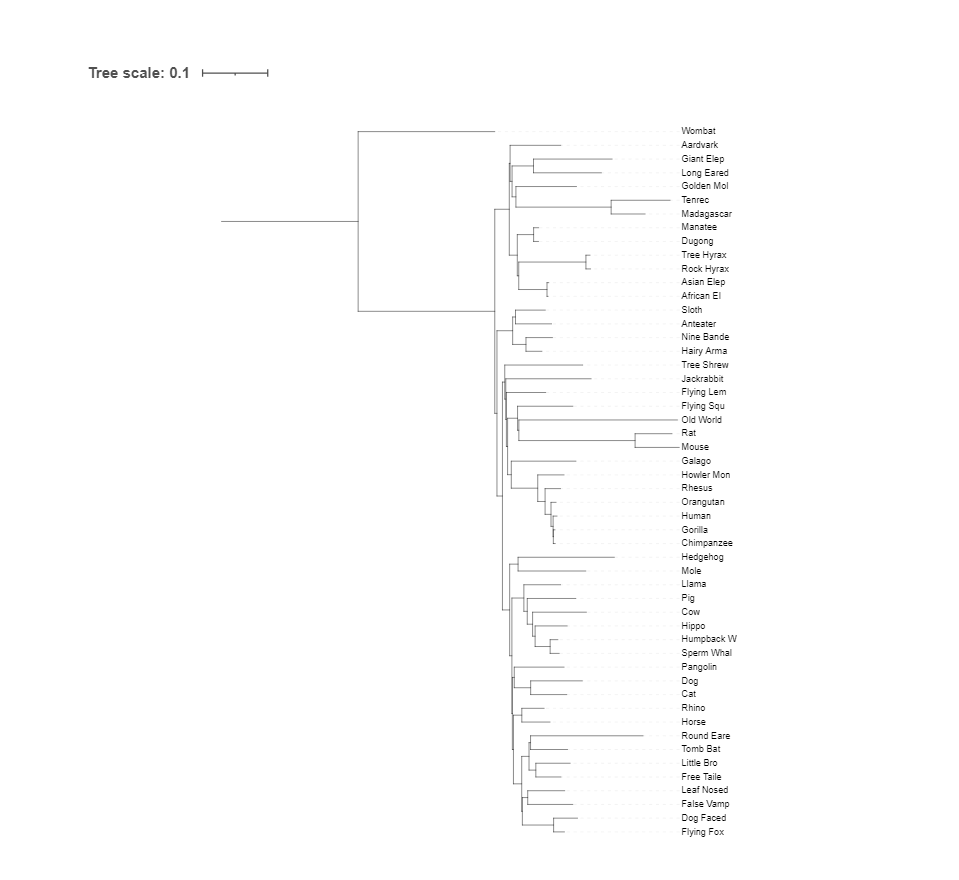 Tree scale: 0.1
Wombat
Aardvark
Giant Elep
Long Eared
Golden Mol
Tenrec
Madagascar
Manatee
Dugong
Tree Hyrax
Rock Hyrax
Asian Elep
African El
Sloth
Anteater
Nine Bande
Hairy Arma
Tree Shrew
Jackrabbit
Flying Lem
Flying Squ
Old World
Rat
Mouse
Galago
Howler Mon
Rhesus
Orangutan
Human
Gorilla
Chimpanzee
Hedgehog
Mole
Llama
Pig
Cow
Hippo
Humpback W
Sperm Whal
Pangolin
Dog
Cat
Rhino
Horse
Round Eare
Tomb Bat
Little Bro
Free Taile
Leaf Nosed
False Vamp
Dog Faced
Flying Fox